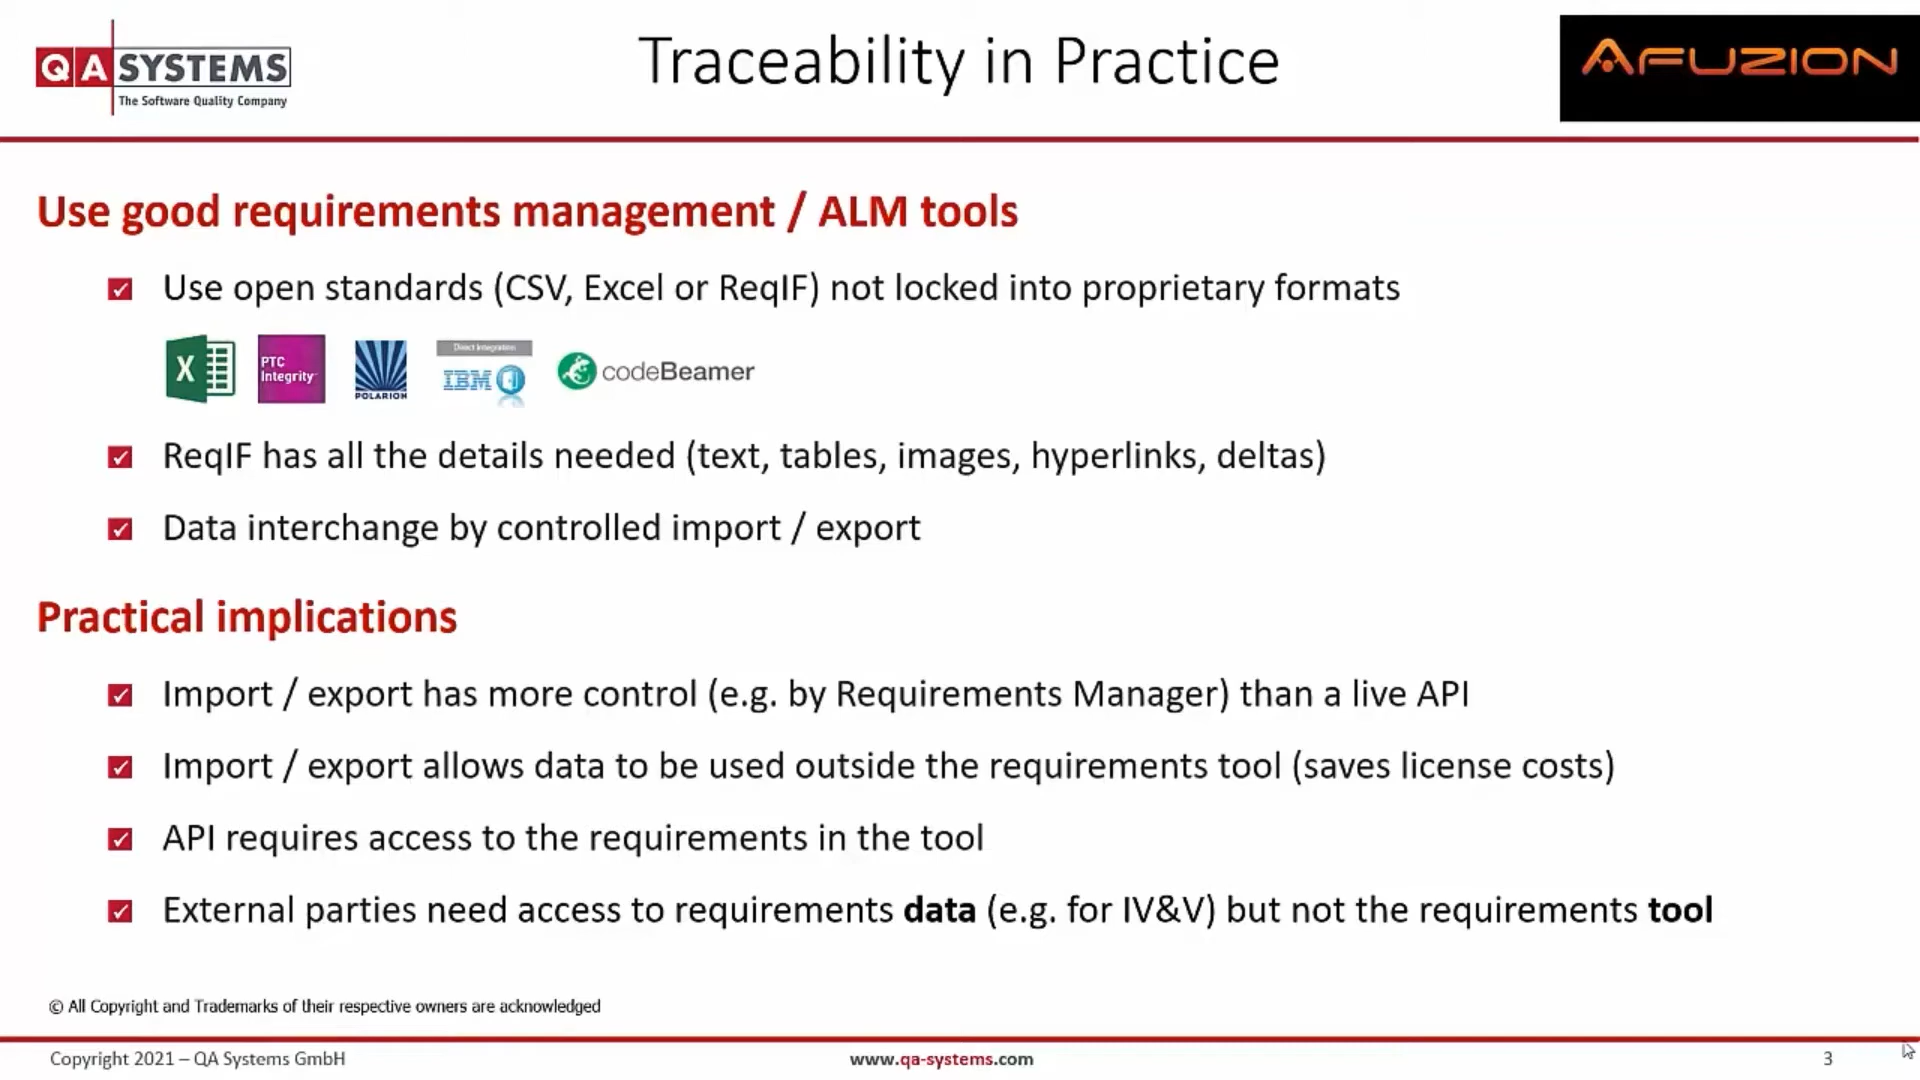 QA SYSTEMS
The Software Quality Company
Traceability in Practice
AFUZION
Use good requirements management / ALM tools
Use open standards (CSV, Excel or ReqIF) not locked into proprietary formats
X
PTC
Integrity
POLARION
Direct Integration
IBM
codeBeamer
ReqIF has all the details needed (text, tables, images, hyperlinks, deltas)
Data interchange by controlled import / export
Practical implications
Import / export has more control (e.g. by Requirements Manager) than a live API
Import / export allows data to be used outside the requirements tool (saves license costs)
API requires access to the requirements in the tool
External parties need access to requirements data (e.g. for IV&V) but not the requirements tool
© All Copyright and Trademarks of their respective owners are acknowledged
Copyright 2021 – QA Systems GmbH
www.qa-systems.com
3